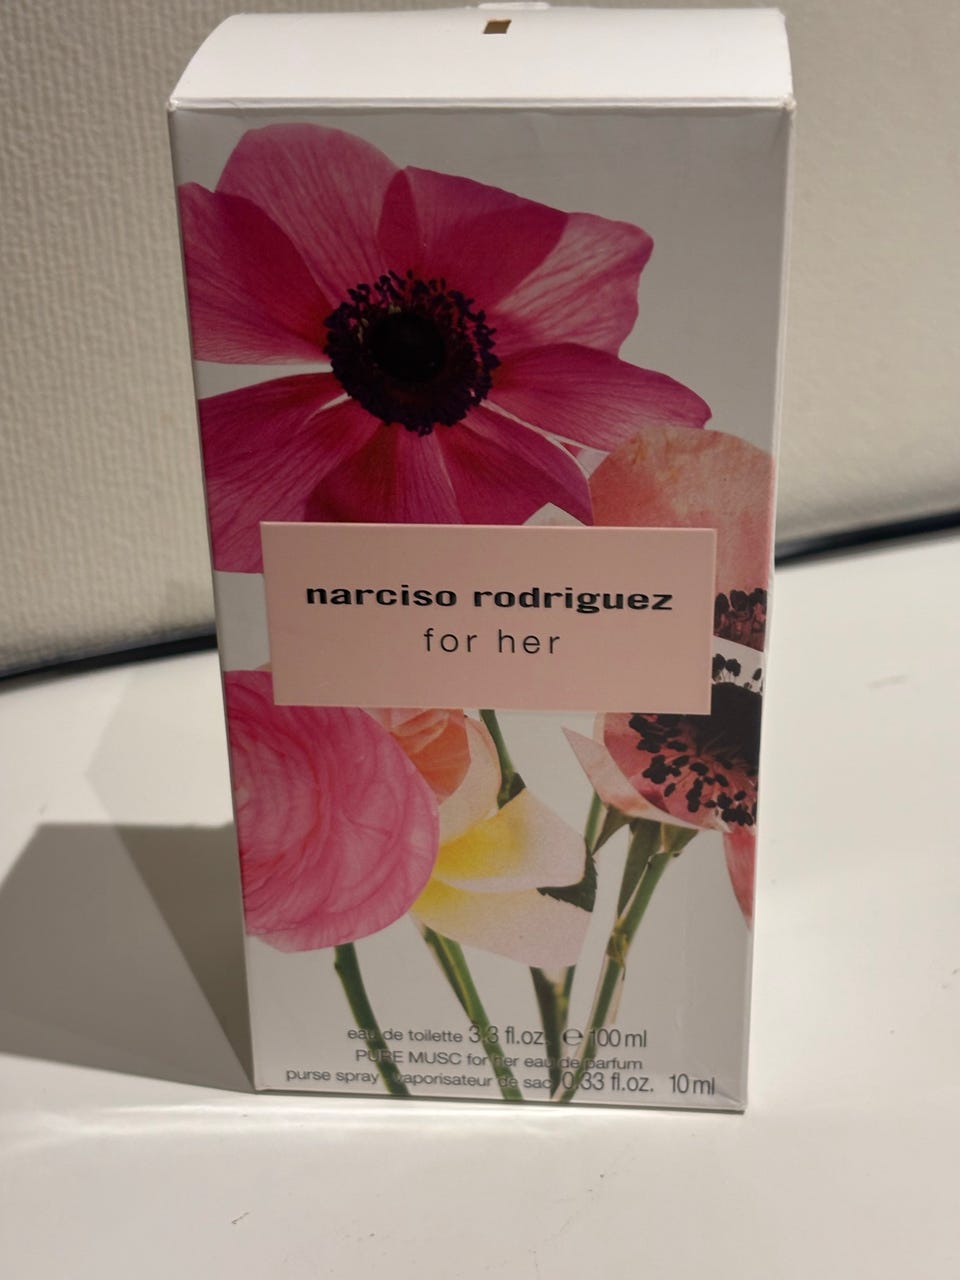 narciso rodriguez
for her
eau de toilette 3.3 fl.oz. ℮ 100 ml
PURE MUSC for her eau de parfum
purse spray vaporisateur de sac 0.33 fl.oz. 10 ml